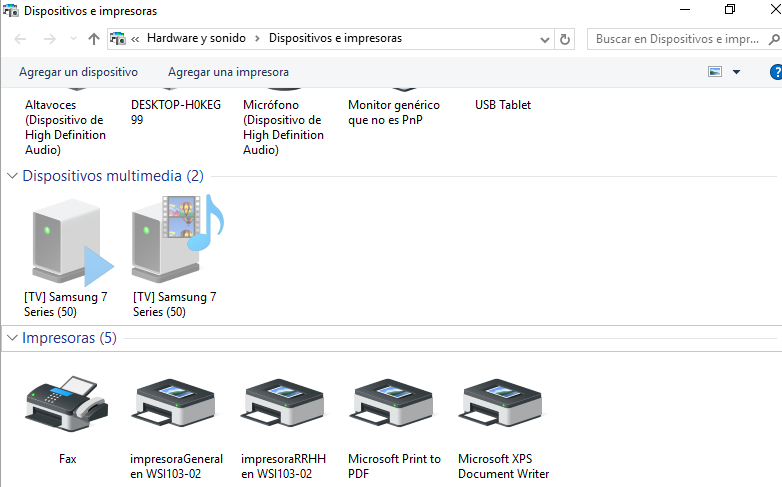 Dispositivos e impresoras
« Hardware y sonido > Dispositivos e impresoras
Buscar en Dispositivos e impr...
Agregar un dispositivo
Agregar una impresora
Altavoces
(Dispositivo de
High Definition
Audio)
DESKTOP-H0KEG
99
Micrófono
(Dispositivo de
High Definition
Audio)
Monitor genérico
que no es PnP
USB Tablet
Dispositivos multimedia (2)
[TV] Samsung 7
Series (50)
[TV] Samsung 7
Series (50)
Impresoras (5)
Fax
impresoraGeneral
en WSI103-02
impresoraRRHH
en WSI103-02
Microsoft Print to
PDF
Microsoft XPS
Document Writer